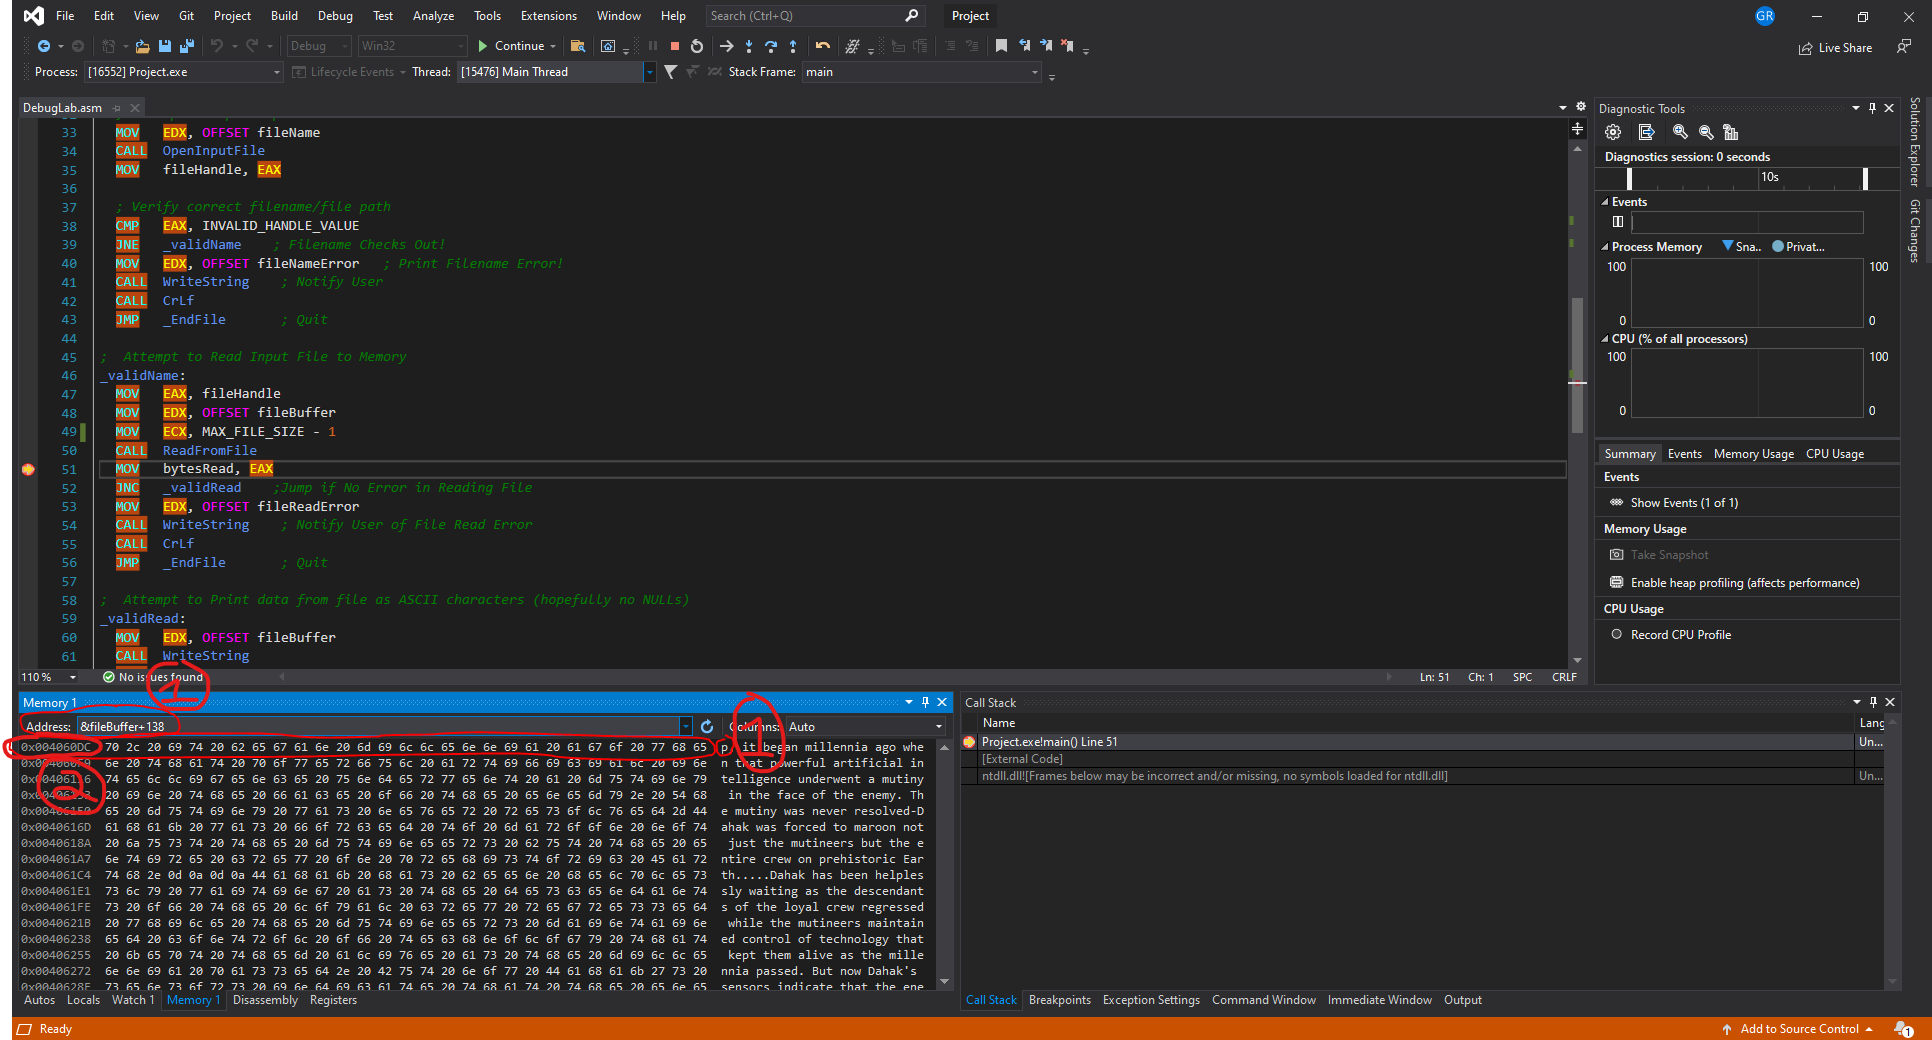 File Edit View Git Project Build Debug Test Analyze Tools Extensions Window Help Search (Ctrl+Q) Project GR
Debug Win32 Continue Live Share
Process: [16552] Project.exe Lifecycle Events Thread: [15476] Main Thread Stack Frame: main
DebugLab.asm
33 MOV EDX, OFFSET fileName
34 CALL OpenInputFile
35 MOV fileHandle, EAX
36
37 ; Verify correct filename/file path
38 CMP EAX, INVALID_HANDLE_VALUE
39 JNE _validName ; Filename Checks Out!
40 MOV EDX, OFFSET fileNameError ; Print Filename Error!
41 CALL WriteString ; Notify User
42 CALL CrLf
43 JMP _EndFile ; Quit
44
45 ; Attempt to Read Input File to Memory
46 _validName:
47 MOV EAX, fileHandle
48 MOV EDX, OFFSET fileBuffer
49 MOV ECX, MAX_FILE_SIZE - 1
50 CALL ReadFromFile
51 MOV bytesRead, EAX
52 JNC _validRead ;Jump if No Error in Reading File
53 MOV EDX, OFFSET fileReadError
54 CALL WriteString ; Notify User of File Read Error
55 CALL CrLf
56 JMP _EndFile ; Quit
57
58 ; Attempt to Print data from file as ASCII characters (hopefully no NULLs)
59 _validRead:
60 MOV EDX, OFFSET fileBuffer
61 CALL WriteString
110 % No issues found Ln: 51 Ch: 1 SPC CRLF
Diagnostic Tools
Diagnostics session: 0 seconds
10s
Events
Process Memory Sna.. Privat...
100 100
0 0
CPU (% of all processors)
100 100
0 0
Summary Events Memory Usage CPU Usage
Events
Show Events (1 of 1)
Memory Usage
Take Snapshot
Enable heap profiling (affects performance)
CPU Usage
Record CPU Profile
Solution Explorer
Git Changes
Memory 1
1
Address: &fileBuffer+138 Columns: Auto
1
0x004060DC 70 2c 20 69 74 20 62 65 67 61 6e 20 6d 69 6c 6c 65 6e 6e 69 61 20 61 67 6f 20 77 68 65 p, it began millennia ago whe
6e 20 74 68 61 74 20 70 6f 77 65 72 66 75 6c 20 61 72 74 69 66 69 63 69 61 6c 20 69 6e n that powerful artificial in
74 65 6c 6c 69 67 65 6e 63 65 20 75 6e 64 65 72 77 65 6e 74 20 61 20 6d 75 74 69 6e 79 telligence underwent a mutiny
2
20 69 6e 20 74 68 65 20 66 61 63 65 20 6f 66 20 74 68 65 20 65 6e 65 6d 79 2e 20 54 68 in the face of the enemy. Th
65 20 6d 75 74 69 6e 79 20 77 61 73 20 6e 65 76 65 72 20 72 65 73 6f 6c 76 65 64 2d 44 e mutiny was never resolved-D
0x0040616D 61 68 61 6b 20 77 61 73 20 66 6f 72 63 65 64 20 74 6f 20 6d 61 72 6f 6f 6e 20 6e 6f 74 ahak was forced to maroon not
0x0040618A 20 6a 75 73 74 20 74 68 65 20 6d 75 74 69 6e 65 65 72 73 20 62 75 74 20 74 68 65 20 65 just the mutineers but the e
0x004061A7 6e 74 69 72 65 20 63 72 65 77 20 6f 6e 20 70 72 65 68 69 73 74 6f 72 69 63 20 45 61 72 ntire crew on prehistoric Ear
0x004061C4 74 68 2e 0d 0a 0d 0a 44 61 68 61 6b 20 68 61 73 20 62 65 65 6e 20 68 65 6c 70 6c 65 73 th.....Dahak has been helples
0x004061E1 73 6c 79 20 77 61 69 74 69 6e 67 20 61 73 20 74 68 65 20 64 65 73 63 65 6e 64 61 6e 74 ssly waiting as the descendant
0x004061FE 73 20 6f 66 20 74 68 65 20 6c 6f 79 61 6c 20 63 72 65 77 20 72 65 67 72 65 73 73 65 64 s of the loyal crew regressed
0x0040621B 20 77 68 69 6c 65 20 74 68 65 20 6d 75 74 69 6e 65 65 72 73 20 6d 61 69 6e 74 61 69 6e while the mutineers maintain
0x00406238 65 64 20 63 6f 6e 74 72 6f 6c 20 6f 66 20 74 65 63 68 6e 6f 6c 6f 67 79 20 74 68 61 74 ed control of technology that
0x00406255 20 6b 65 70 74 20 74 68 65 6d 20 61 6c 69 76 65 20 61 73 20 74 68 65 20 6d 69 6c 6c 65 kept them alive as the mille
0x00406272 6e 6e 69 61 20 70 61 73 73 65 64 2e 20 42 75 74 20 6e 6f 77 20 44 61 68 61 6b 27 73 20 nnia passed. But now Dahak's
0x0040628F 73 65 6e 73 6f 72 73 20 69 6e 64 69 63 61 74 65 20 74 68 61 74 20 74 68 65 20 65 6e 65 sensors indicate that the ene
Autos Locals Watch 1 Memory 1 Disassembly Registers
Call Stack
Name Lang
Project.exe!main() Line 51 Un...
[External Code]
ntdll.dll![Frames below may be incorrect and/or missing, no symbols loaded for ntdll.dll] Un...
Call Stack Breakpoints Exception Settings Command Window Immediate Window Output
Ready Add to Source Control 1